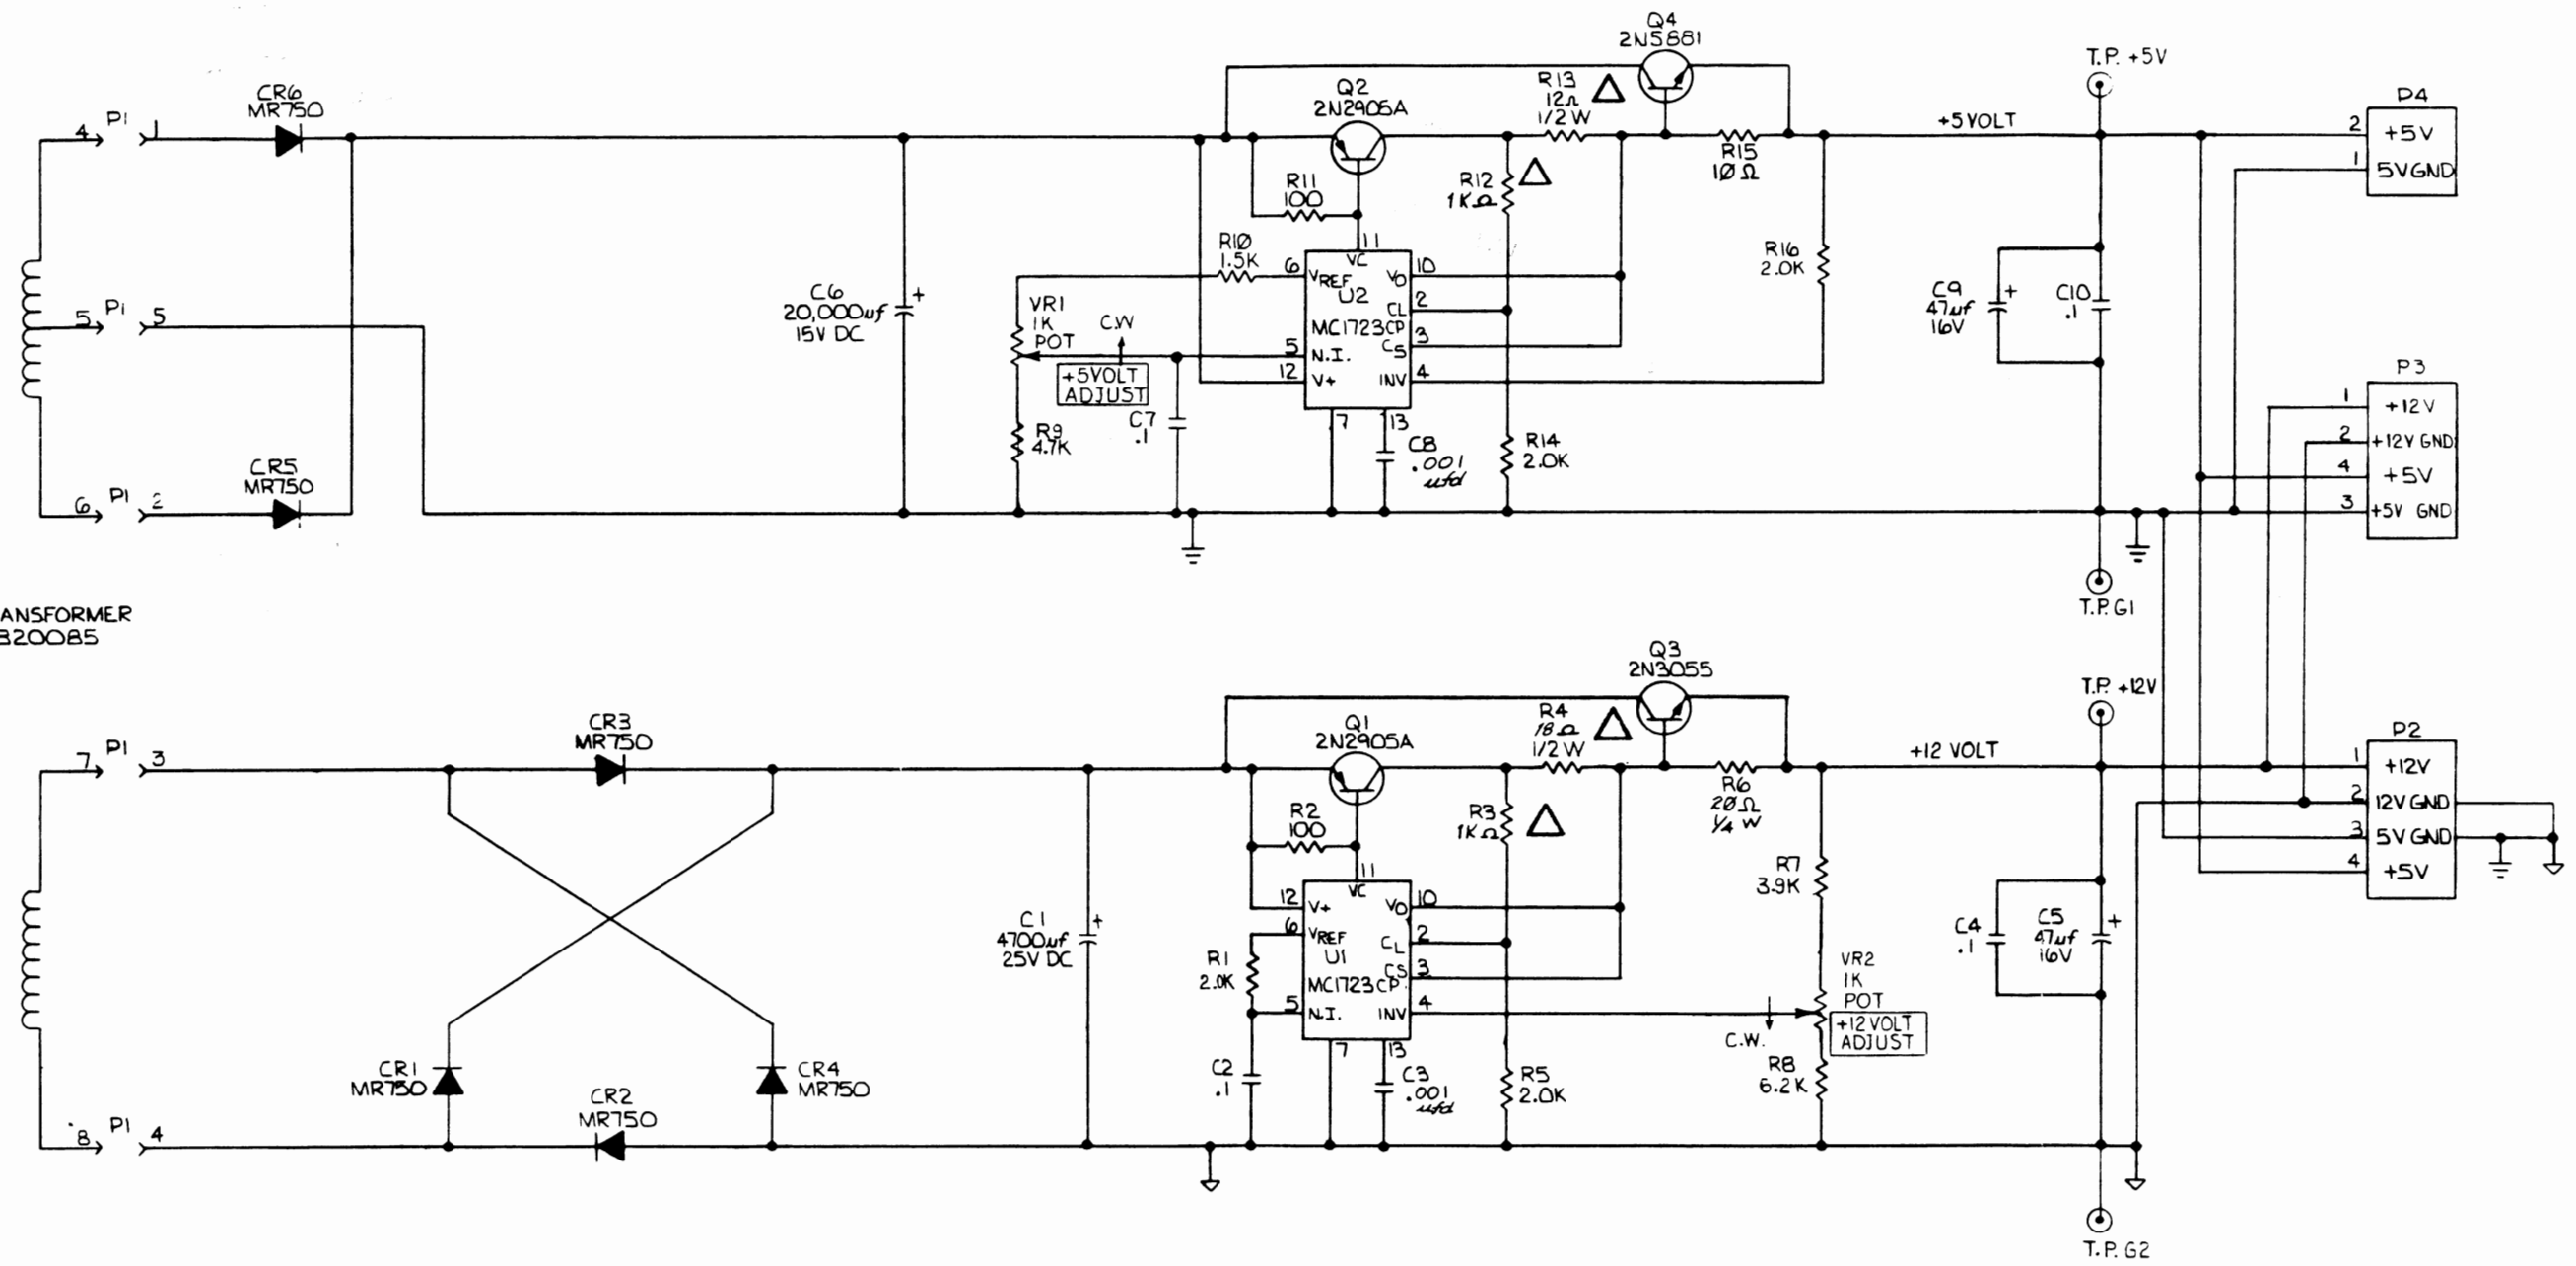 Q4
2N5881
T.P. +5V
CR6
MR750
Q2
2N2905A
R13
12Ω
1/2 W
P4
4
P1
1
+5VOLT
2
+5V
1
5VGND
R15
10Ω
R11
100
R12
1KΩ
11
R10
1.5K
VC
6
VREF
VO
10
U2
CL
2
MC1723CP
CS
3
5
N.I.
12
V+
INV
4
7
13
R16
2.0K
C6
20,000uf
15V DC
+
VR1
1K
POT
C.W
+5VOLT
ADJUST
C7
.1
R9
4.7K
C8
.001
ufd
R14
2.0K
C9
47uf
16V
+
C10
.1
5
P1
5
P3
1
+12V
2
+12V GND
4
+5V
3
+5V GND
CR5
MR750
6
P1
2
T.P.G1
ANSFORMER
320085
Q3
2N3055
T.P. +12V
CR3
MR750
Q1
2N2905A
R4
18Ω
1/2 W
7
P1
3
+12 VOLT
P2
1
+12V
2
12V GND
3
5V GND
4
+5V
R6
20Ω
1/4 W
R2
100
R3
1KΩ
11
VC
12
V+
VO
10
6
VREF
CL
2
U1
CS
3
MC1723CP
5
N.I.
INV
4
7
13
R7
3.9K
C1
4700uf
25V DC
+
R1
2.0K
VR2
1K
POT
+12VOLT
ADJUST
C.W.
C4
.1
C5
47uf
16V
+
CR1
MR750
CR4
MR750
CR2
MR750
C2
.1
C3
.001
ufd
R5
2.0K
R8
6.2K
8
P1
4
T.P. G2